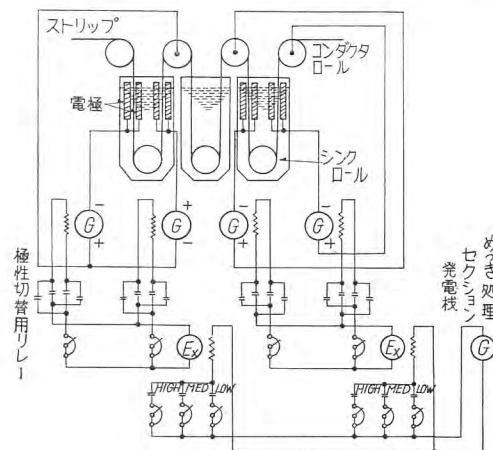 ストリップ
コンダクタ
ロール
電極
シンク
ロール
− − − −
G G G G
+ + + +
極性切替用リレー
めっき処理
セクション
発電機
G
Ex Ex
HIGH MED LOW HIGH MED LOW